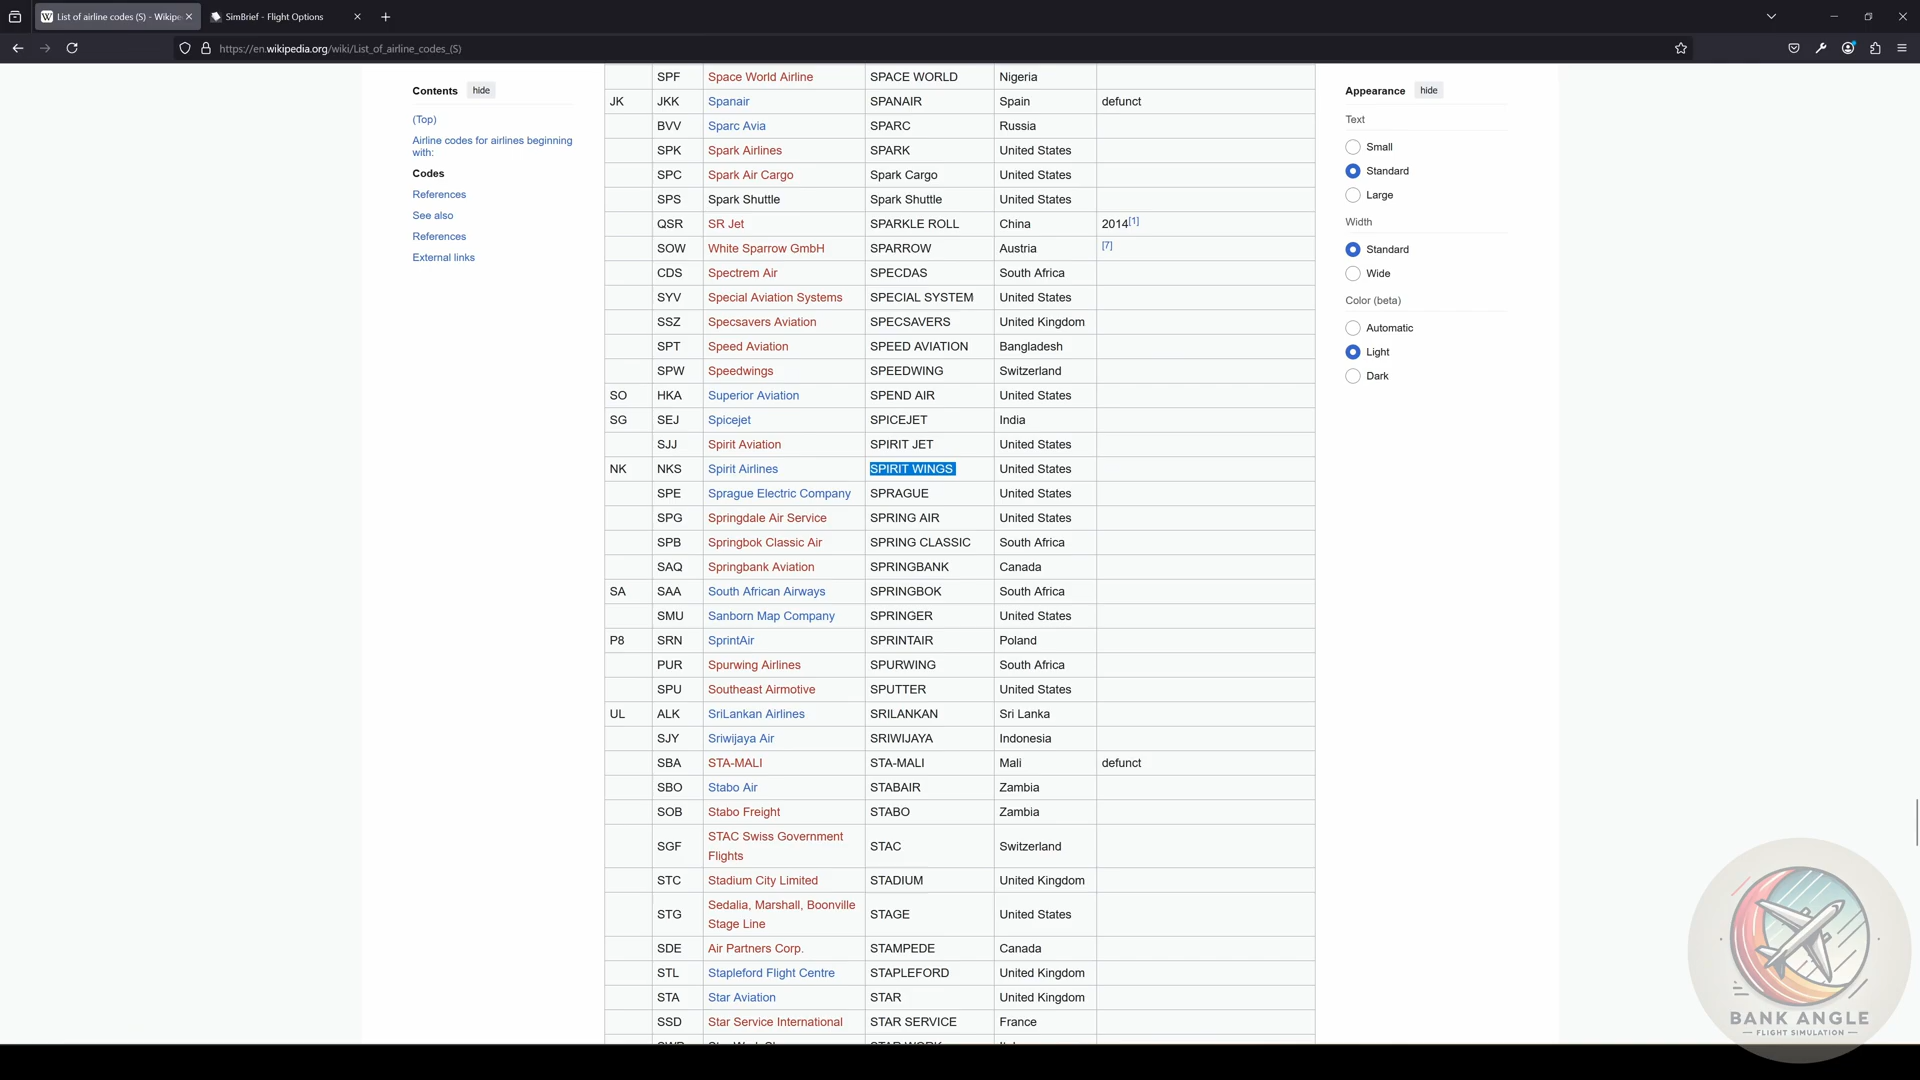 List of airline codes (S) - Wikipe
SimBrief - Flight Options
https://en.wikipedia.org/wiki/List_of_airline_codes_(S)
Contents hide
(Top)
Airline codes for airlines beginning
with:
Codes
References
See also
References
External links
SPF Space World Airline SPACE WORLD Nigeria
JK JKK Spanair SPANAIR Spain defunct
BVV Sparc Avia SPARC Russia
SPK Spark Airlines SPARK United States
SPC Spark Air Cargo Spark Cargo United States
SPS Spark Shuttle Spark Shuttle United States
QSR SR Jet SPARKLE ROLL China 2014[1]
SOW White Sparrow GmbH SPARROW Austria [7]
CDS Spectrem Air SPECDAS South Africa
SYV Special Aviation Systems SPECIAL SYSTEM United States
SSZ Specsavers Aviation SPECSAVERS United Kingdom
SPT Speed Aviation SPEED AVIATION Bangladesh
SPW Speedwings SPEEDWING Switzerland
SO HKA Superior Aviation SPEND AIR United States
SG SEJ Spicejet SPICEJET India
SJJ Spirit Aviation SPIRIT JET United States
NK NKS Spirit Airlines SPIRIT WINGS United States
SPE Sprague Electric Company SPRAGUE United States
SPG Springdale Air Service SPRING AIR United States
SPB Springbok Classic Air SPRING CLASSIC South Africa
SAQ Springbank Aviation SPRINGBANK Canada
SA SAA South African Airways SPRINGBOK South Africa
SMU Sanborn Map Company SPRINGER United States
P8 SRN SprintAir SPRINTAIR Poland
PUR Spurwing Airlines SPURWING South Africa
SPU Southeast Airmotive SPUTTER United States
UL ALK SriLankan Airlines SRILANKAN Sri Lanka
SJY Sriwijaya Air SRIWIJAYA Indonesia
SBA STA-MALI STA-MALI Mali defunct
SBO Stabo Air STABAIR Zambia
SOB Stabo Freight STABO Zambia
SGF STAC Swiss Government
Flights STAC Switzerland
STC Stadium City Limited STADIUM United Kingdom
STG Sedalia, Marshall, Boonville
Stage Line STAGE United States
SDE Air Partners Corp. STAMPEDE Canada
STL Stapleford Flight Centre STAPLEFORD United Kingdom
STA Star Aviation STAR United Kingdom
SSD Star Service International STAR SERVICE France
Appearance hide
Text
Small
Standard
Large
Width
Standard
Wide
Color (beta)
Automatic
Light
Dark
BANK ANGLE
FLIGHT SIMULATION